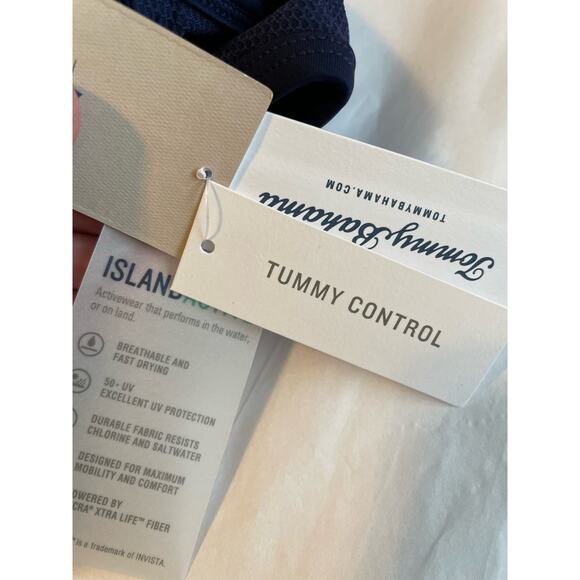 Tommy Bahama
TOMMYBAHAMA.COM
TUMMY CONTROL
ISLAND
Activewear that performs in the water,
or on land.
BREATHABLE AND
FAST DRYING
50+ UV
EXCELLENT UV PROTECTION
DURABLE FABRIC RESISTS
CHLORINE AND SALTWATER
DESIGNED FOR MAXIMUM
MOBILITY AND COMFORT
OWERED BY
CRA® XTRA LIFE™ FIBER
is a trademark of INVISTA.